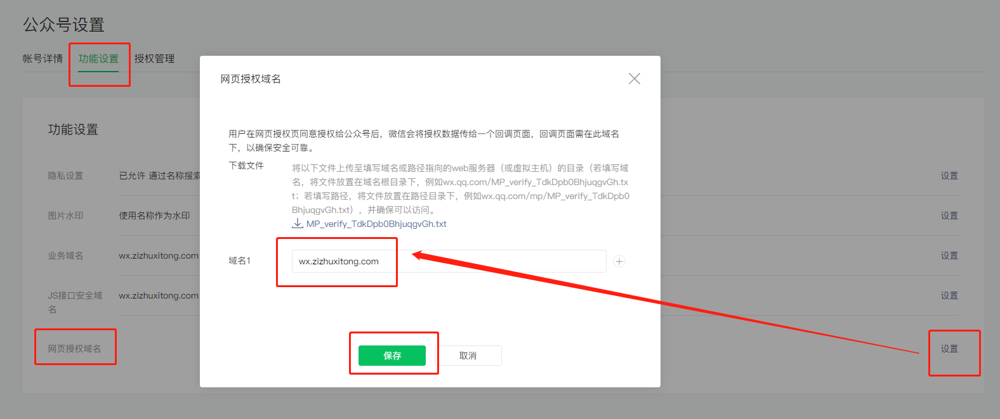 公众号设置
帐号详情 功能设置 授权管理
网页授权域名
功能设置
用户在网页授权页同意授权给公众号后，微信会将授权数据传给一个回调页面，回调页面需在此域名
下，以确保安全可靠。
下载文件
将以下文件上传至填写域名或路径指向的web服务器（或虚拟主机）的目录（若填写域
名，将文件放置在域名根目录下，例如wx.qq.com/MP_verify_TdkDpb0BhjuqgvGh.tx
t；若填写路径，将文件放置在路径目录下，例如wx.qq.com/mp/MP_verify_TdkDpb0
BhjuqgvGh.txt），并确保可以访问。
MP_verify_TdkDpb0BhjuqgvGh.txt
域名1
wx.zizhuxitong.com
保存 取消
隐私设置 已允许 通过名称搜索 设置
图片水印 使用名称作为水印 设置
业务域名 wx.zizhuxitong.com 设置
JS接口安全域 wx.zizhuxitong.com 设置
名
网页授权域名 设置